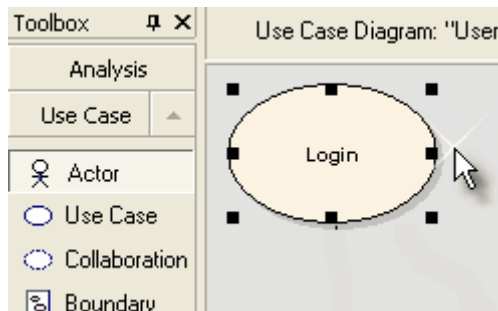 Toolbox
Use Case Diagram: "User
Analysis
Use Case
Login
Actor
Use Case
Collaboration
Boundary